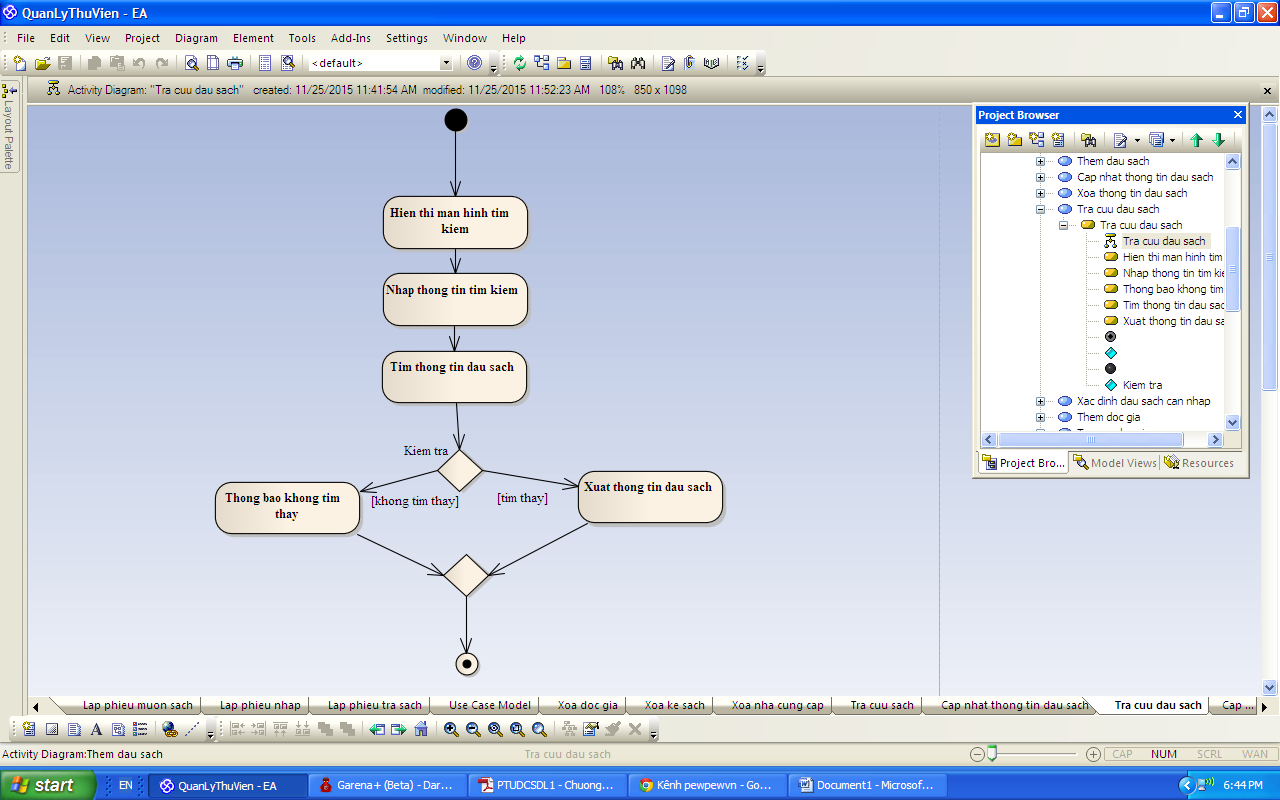 QuanLyThuVien - EA
File Edit View Project Diagram Element Tools Add-Ins Settings Window Help
<default>
Activity Diagram: "Tra cuu dau sach" created: 11/25/2015 11:41:54 AM modified: 11/25/2015 11:52:23 AM 108% 850 x 1098
Layout Palette
Hien thi man hinh tim
kiem
Nhap thong tin tim kiem
Tim thong tin dau sach
Kiem tra
[khong tim thay]
[tim thay]
Thong bao khong tim
thay
Xuat thong tin dau sach
Project Browser
Them dau sach
Cap nhat thong tin dau sach
Xoa thong tin dau sach
Tra cuu dau sach
Tra cuu dau sach
Tra cuu dau sach
Hien thi man hinh tim
Nhap thong tin tim kie
Thong bao khong tim
Tim thong tin dau sac
Xuat thong tin dau sa
Kiem tra
Xac dinh dau sach can nhap
Them doc gia
Project Bro... Model Views Resources
Lap phieu muon sach Lap phieu nhap Lap phieu tra sach Use Case Model Xoa doc gia Xoa ke sach Xoa nha cung cap Tra cuu sach Cap nhat thong tin dau sach Tra cuu dau sach Cap ...
Activity Diagram:Them dau sach Tra cuu dau sach CAP NUM SCRL WAN
start EN QuanLyThuVien - EA Garena+ (Beta) - Dar... PTUDCSDL1 - Chuong... Kênh pewpewvn - Go... Document1 - Microsof... 6:44 PM